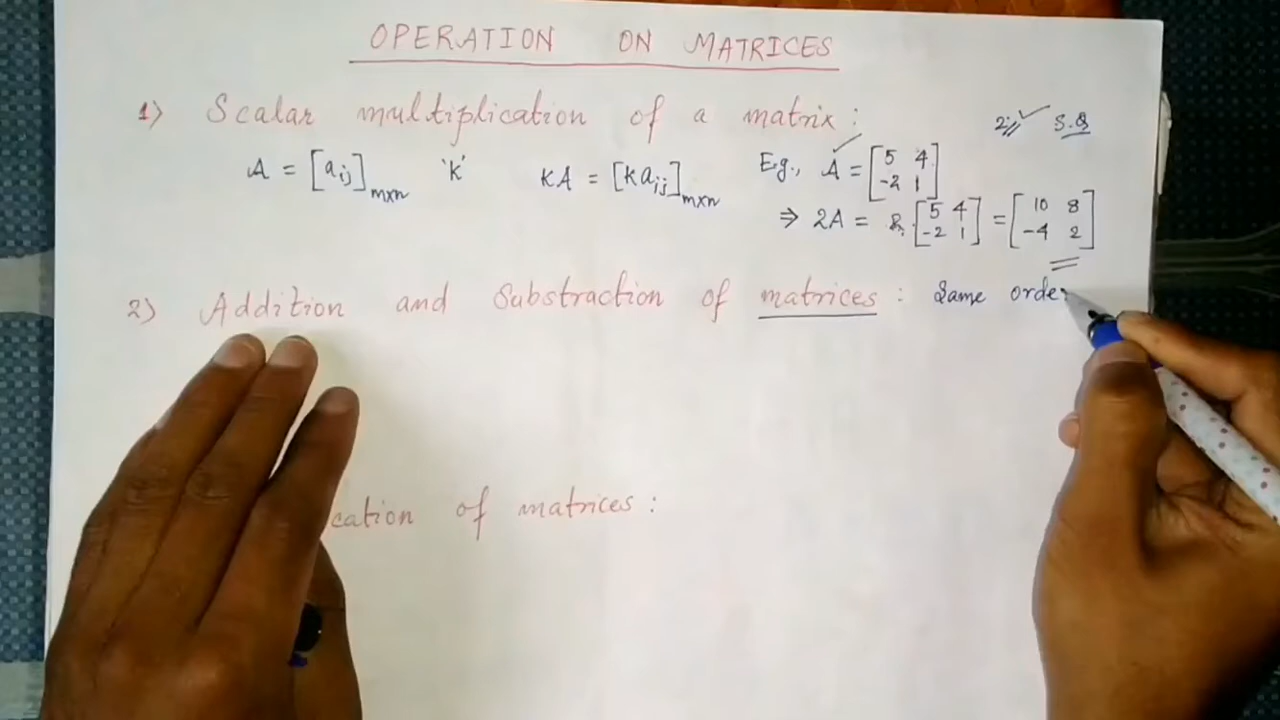 OPERATION ON MATRICES
1) Scalar multiplication of a matrix :
2 ✓ S.Q
A = [aij]mxn 'K' KA = [kaij]mxn Eg., A = [5 4 -2 1]
⇒ 2A = 2. [5 4 -2 1] = [10 8 -4 2]
2) Addition and Substraction of matrices : Same order
cation of matrices :